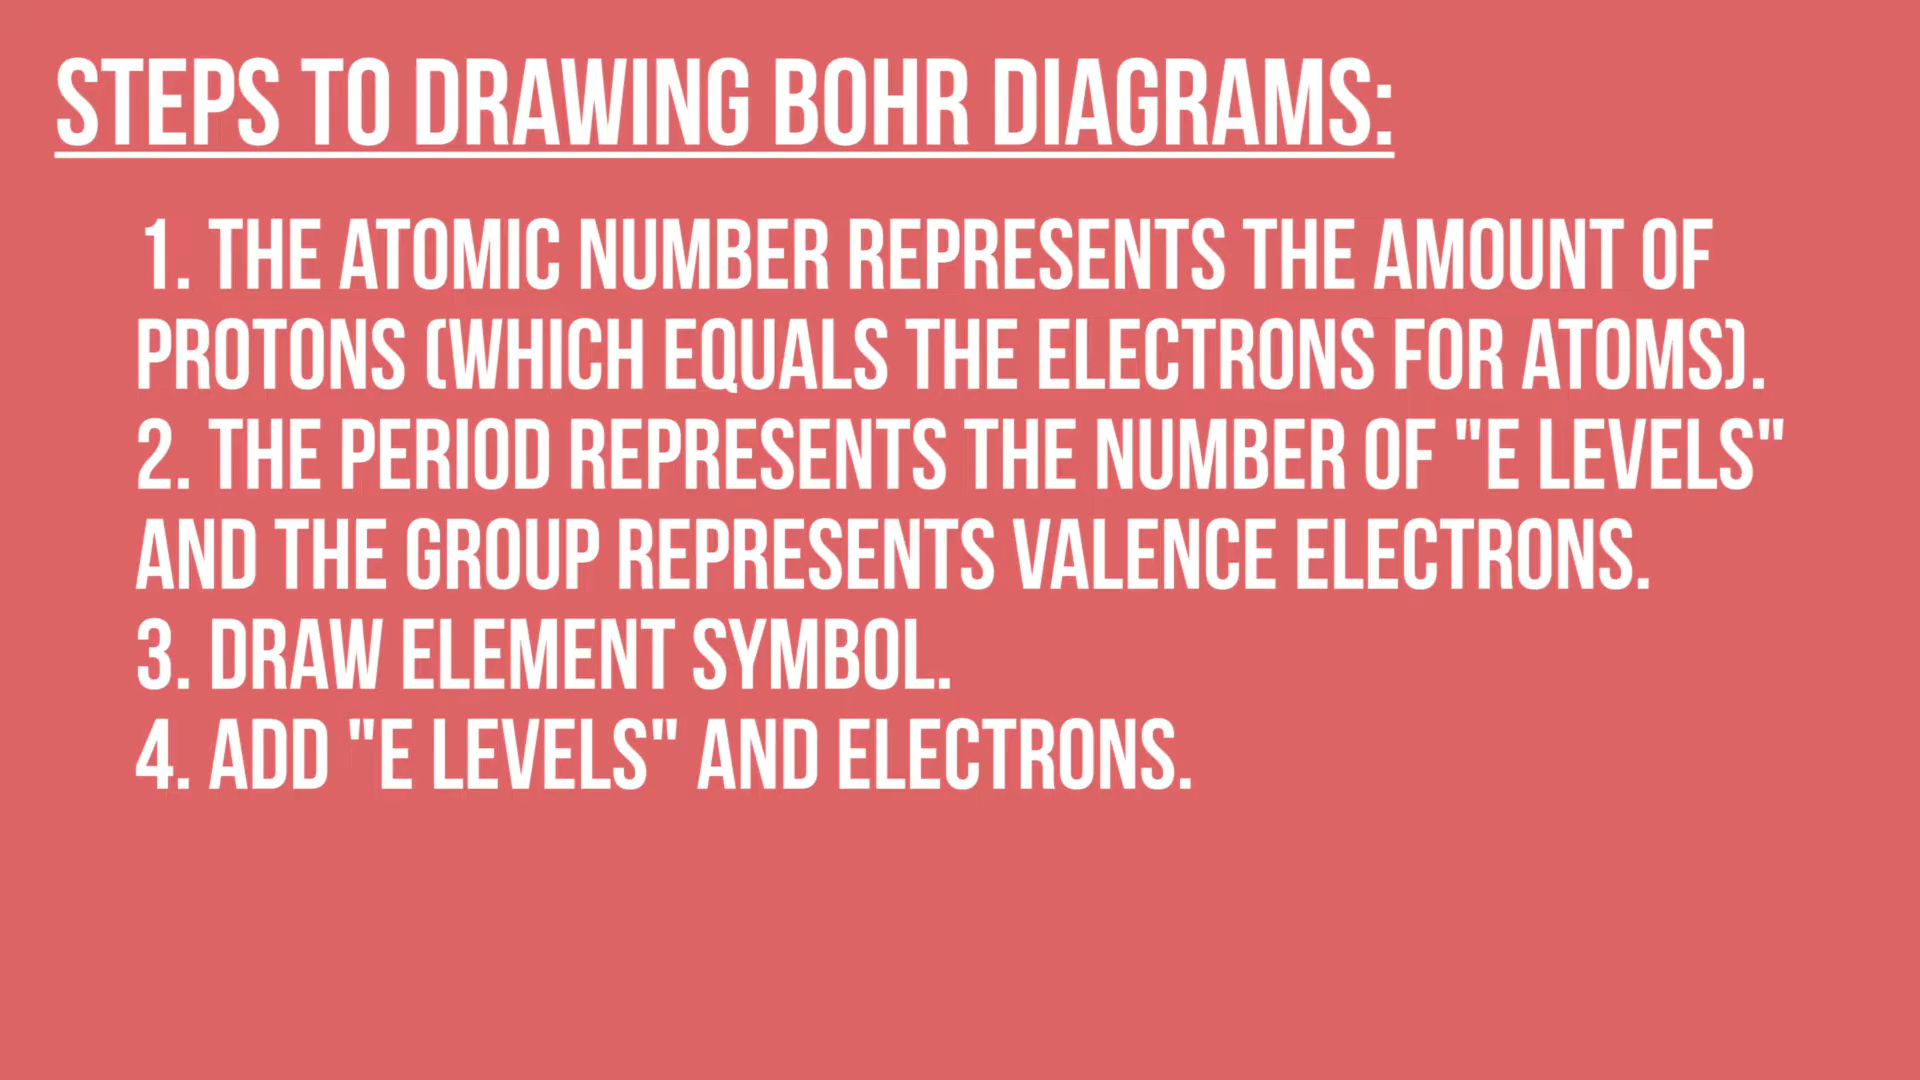 STEPS TO DRAWING BOHR DIAGRAMS:
1. THE ATOMIC NUMBER REPRESENTS THE AMOUNT OF
PROTONS (WHICH EQUALS THE ELECTRONS FOR ATOMS).
2. THE PERIOD REPRESENTS THE NUMBER OF "E LEVELS"
AND THE GROUP REPRESENTS VALENCE ELECTRONS.
3. DRAW ELEMENT SYMBOL.
4. ADD "E LEVELS" AND ELECTRONS.